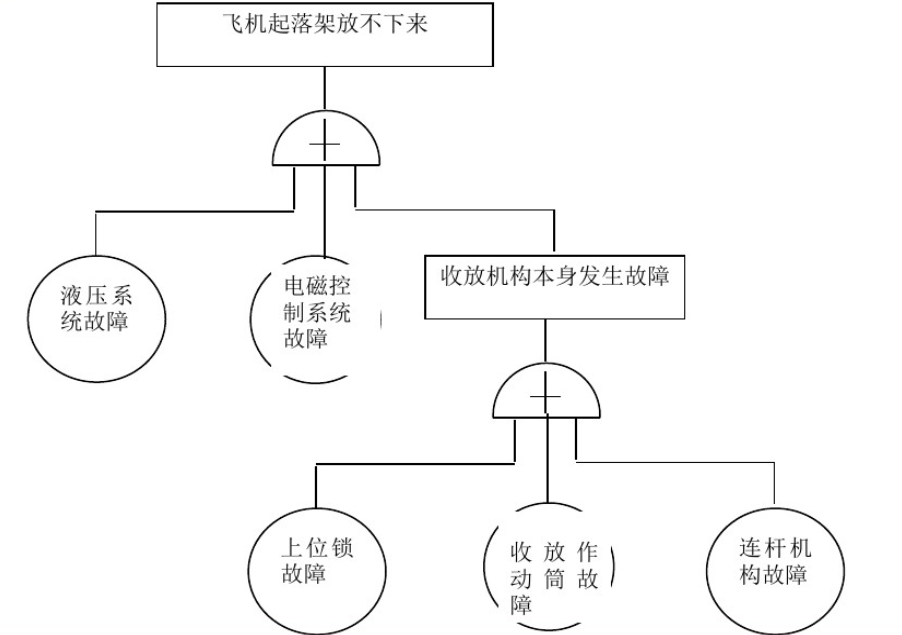 飞机起落架放不下来
液压系
统故障
电磁控
制系统
故障
收放机构本身发生故障
上位锁
故障
收放作
动筒故
障
连杆机
构故障